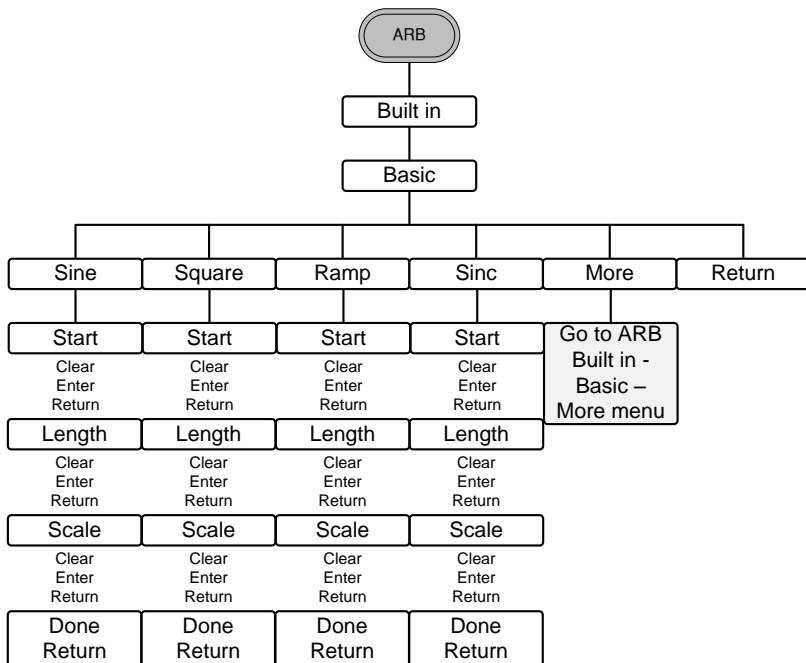 ARB
Built in
Basic
Sine Square Ramp Sinc More Return
Start Start Start Start Go to ARB
Clear Clear Clear Clear Built in -
Enter Enter Enter Enter Basic –
Return Return Return Return More menu
Length Length Length Length
Clear Clear Clear Clear
Enter Enter Enter Enter
Return Return Return Return
Scale Scale Scale Scale
Clear Clear Clear Clear
Enter Enter Enter Enter
Return Return Return Return
Done Done Done Done
Return Return Return Return